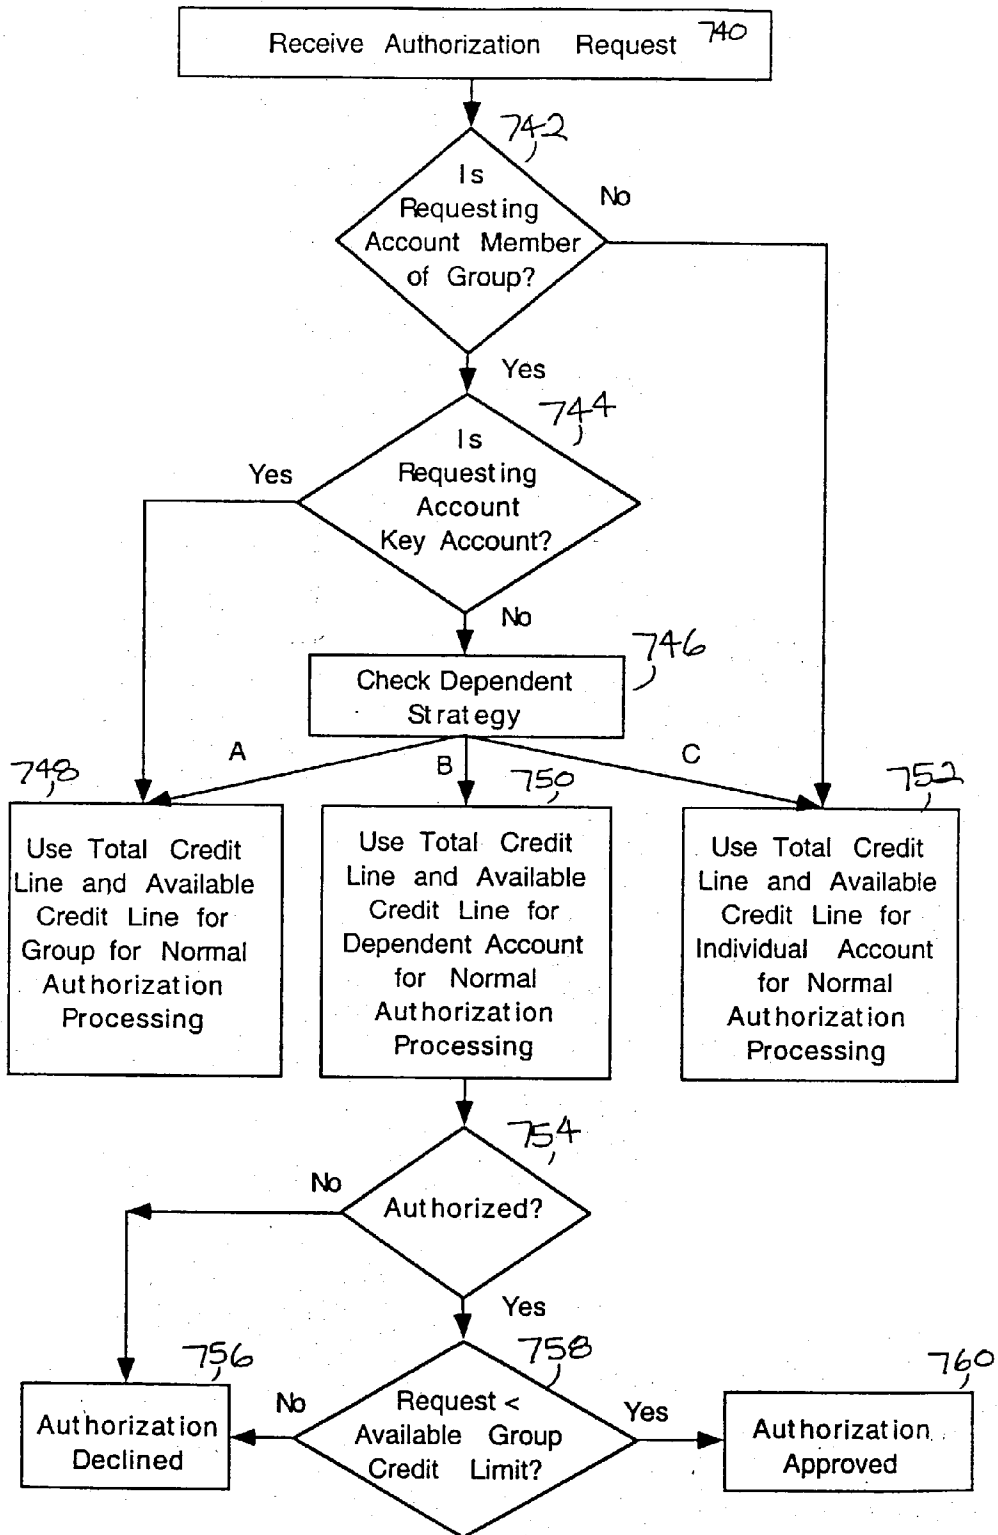 Receive Authorization Request 740
742
Is
Requesting
Account Member
of Group?
No
Yes
744
Is
Requesting
Account
Key Account?
Yes
No
746
Check Dependent
Strategy
A
B
C
748
Use Total Credit
Line and Available
Credit Line for
Group for Normal
Authorization
Processing
750
Use Total Credit
Line and Available
Credit Line for
Dependent Account
for Normal
Authorization
Processing
752
Use Total Credit
Line and Available
Credit Line for
Individual Account
for Normal
Authorization
Processing
754
Authorized?
No
Yes
756
Authorization
Declined
758
Request <
Available Group
Credit Limit?
No
Yes
760
Authorization
Approved